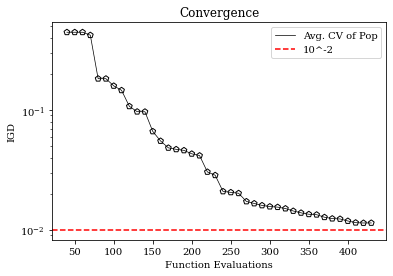 Convergence
Avg. CV of Pop
10^-2
IGD
10⁻¹
10⁻²
50 100 150 200 250 300 350 400
Function Evaluations